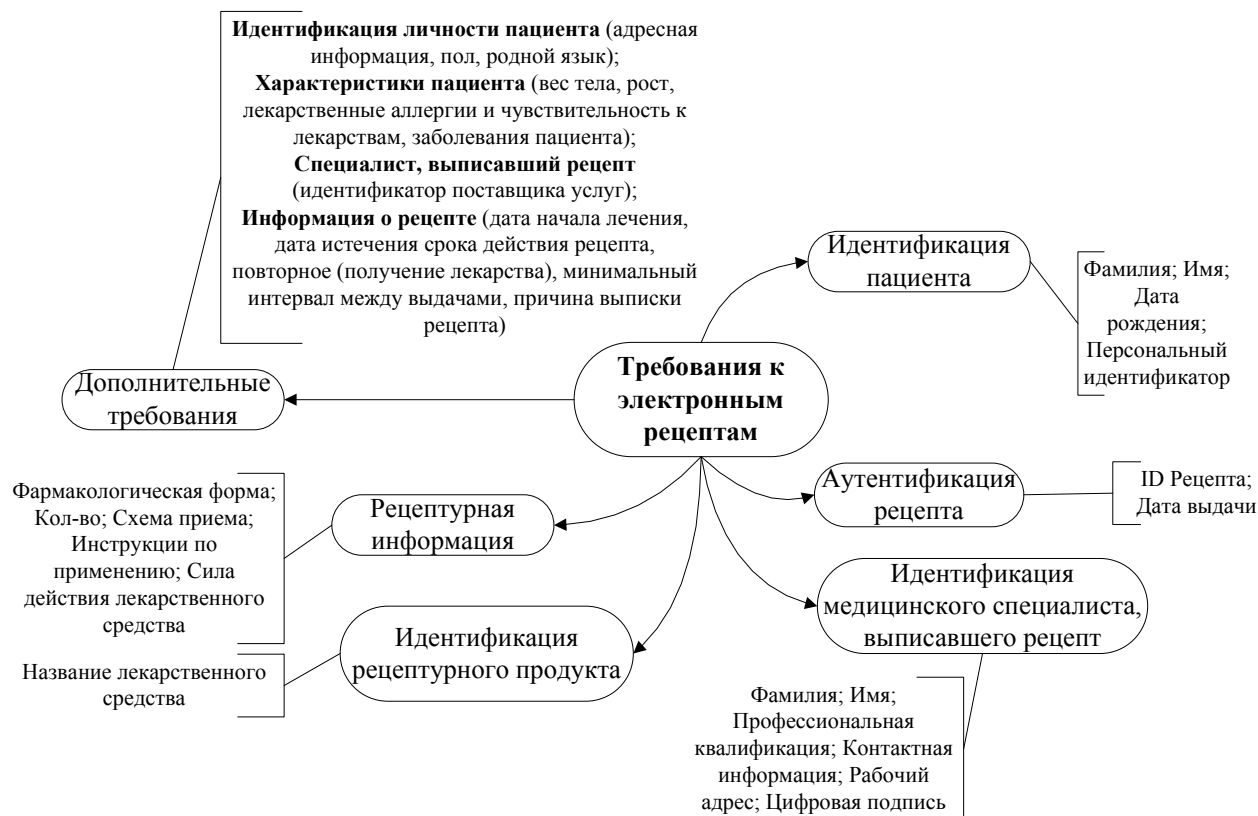 Идентификация личности пациента (адресная
информация, пол, родной язык);
Характеристики пациента (вес тела, рост,
лекарственные аллергии и чувствительность к
лекарствам, заболевания пациента);
Специалист, выписавший рецепт
(идентификатор поставщика услуг);
Информация о рецепте (дата начала лечения,
дата истечения срока действия рецепта,
повторное (получение лекарства), минимальный
интервал между выдачами, причина выписки
рецепта)
Дополнительные
требования
Требования к
электронным
рецептам
Идентификация
пациента
Фамилия; Имя;
Дата
рождения;
Персональный
идентификатор
Аутентификация
рецепта
ID Рецепта;
Дата выдачи
Идентификация
медицинского специалиста,
выписавшего рецепт
Фамилия; Имя;
Профессиональная
квалификация; Контактная
информация; Рабочий
адрес; Цифровая подпись
Рецептурная
информация
Фармакологическая форма;
Кол-во; Схема приема;
Инструкции по
применению; Сила
действия лекарственного
средства
Идентификация
рецептурного продукта
Название лекарственного
средства